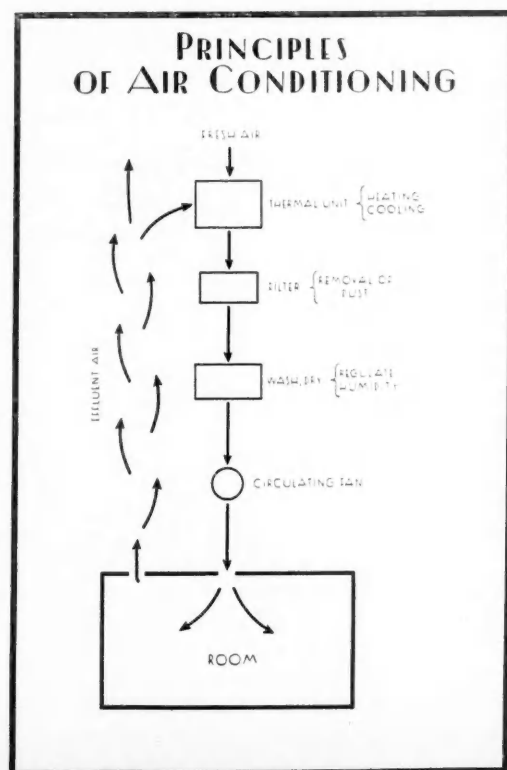 PRINCIPLES
OF AIR CONDITIONING
FRESH AIR
THERMAL UNIT { HEATING
COOLING
FILTER { REMOVAL OF
DUST
WASH, DRY { REGULATE
HUMIDITY
EFFLUENT AIR
CIRCULATING FAN
ROOM